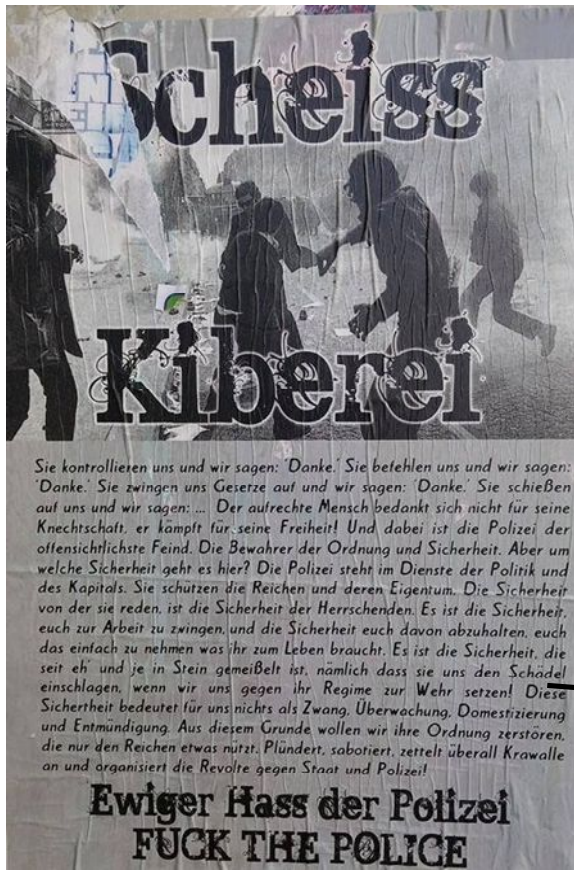 Scheiss
Kiberei
Sie kontrollieren uns und wir sagen: 'Danke.' Sie befehlen uns und wir sagen:
'Danke.' Sie zwingen uns Gesetze auf und wir sagen: 'Danke.' Sie schießen
auf uns und wir sagen: ... Der aufrechte Mensch bedankt sich nicht für seine
Knechtschaft, er kämpft für seine Freiheit! Und dabei ist die Polizei der
offensichtlichste Feind. Die Bewahrer der Ordnung und Sicherheit. Aber um
welche Sicherheit geht es hier? Die Polizei steht im Dienste der Politik und
des Kapitals. Sie schützen die Reichen und deren Eigentum. Die Sicherheit
von der sie reden, ist die Sicherheit der Herrschenden. Es ist die Sicherheit,
euch zur Arbeit zu zwingen, und die Sicherheit euch davon abzuhalten, euch
das einfach zu nehmen was ihr zum Leben braucht. Es ist die Sicherheit, die
seit eh' und je in Stein gemeißelt ist, nämlich dass sie uns den Schädel
einschlagen, wenn wir uns gegen ihr Regime zur Wehr setzen! Diese
Sichertheit bedeutet für uns nichts als Zwang, Überwachung, Domestizierung
und Entmündigung. Aus diesem Grunde wollen wir ihre Ordnung zerstören,
die nur den Reichen etwas nützt. Plündert, sabotiert, zettelt überall Krawalle
an und organisiert die Revolte gegen Staat und Polizei!
Ewiger Hass der Polizei
FUCK THE POLICE